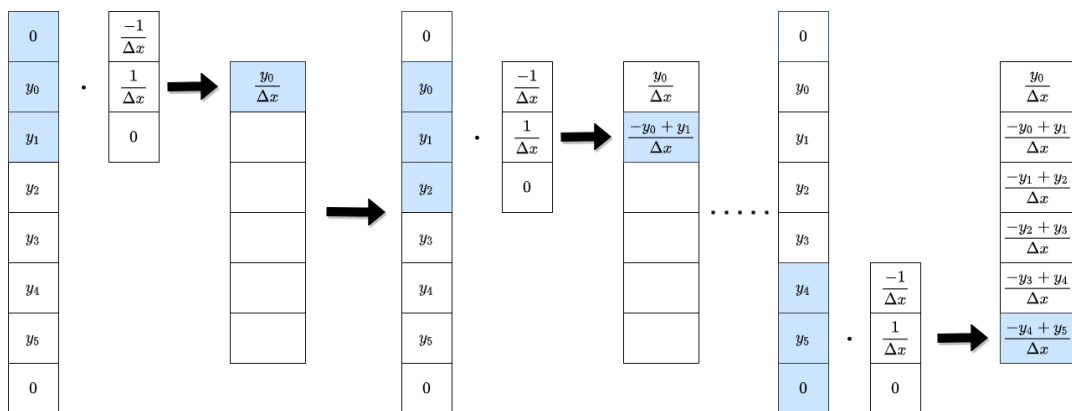 0
y₀
y₁
y₂
y₃
y₄
y₅
0
·
-1/Δx
1/Δx
0
y₀/Δx
0
y₀
y₁
y₂
y₃
y₄
y₅
0
·
-1/Δx
1/Δx
0
y₀/Δx
(-y₀ + y₁)/Δx
.....
0
y₀
y₁
y₂
y₃
y₄
y₅
0
·
-1/Δx
1/Δx
0
y₀/Δx
(-y₀ + y₁)/Δx
(-y₁ + y₂)/Δx
(-y₂ + y₃)/Δx
(-y₃ + y₄)/Δx
(-y₄ + y₅)/Δx